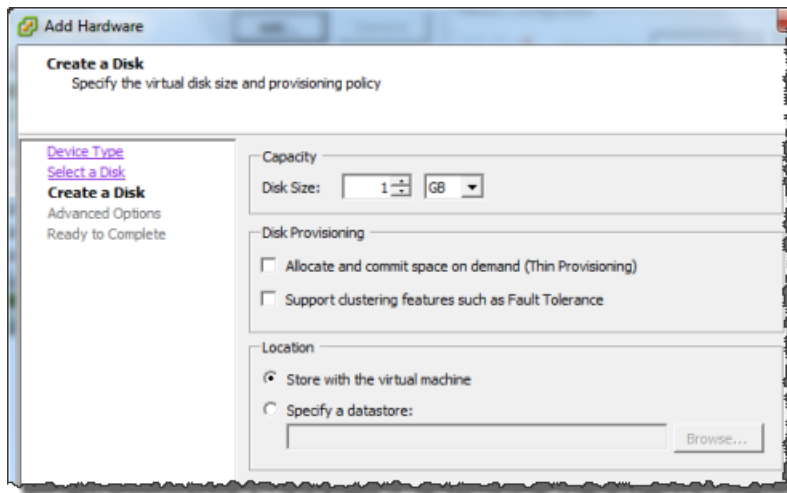 Add Hardware
Create a Disk
Specify the virtual disk size and provisioning policy
Device Type
Select a Disk
Create a Disk
Advanced Options
Ready to Complete
Capacity
Disk Size: 1 GB
Disk Provisioning
Allocate and commit space on demand (Thin Provisioning)
Support clustering features such as Fault Tolerance
Location
Store with the virtual machine
Specify a datastore:
Browse...